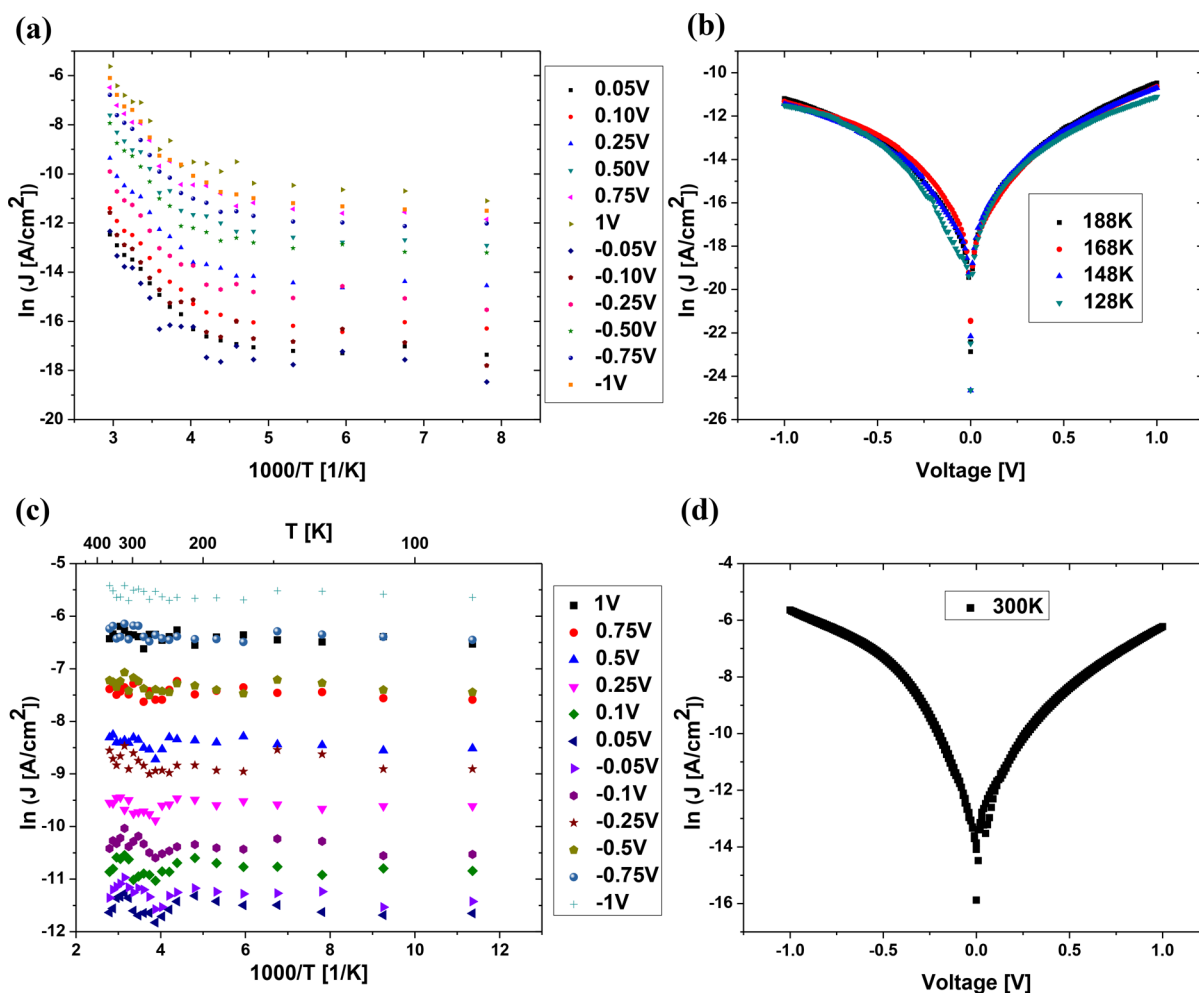 (a)
ln (J [A/cm²])
-6
-8
-10
-12
-14
-16
-18
-20
3 4 5 6 7 8
1000/T [1/K]
0.05V
0.10V
0.25V
0.50V
0.75V
1V
-0.05V
-0.10V
-0.25V
-0.50V
-0.75V
-1V
(b)
ln (J [A/cm²])
-10
-12
-14
-16
-18
-20
-22
-24
-26
-1.0 -0.5 0.0 0.5 1.0
Voltage [V]
188K
168K
148K
128K
(c)
T [K]
400 300 200 100
ln (J [A/cm²])
-5
-6
-7
-8
-9
-10
-11
-12
2 4 6 8 10 12
1000/T [1/K]
1V
0.75V
0.5V
0.25V
0.1V
0.05V
-0.05V
-0.1V
-0.25V
-0.5V
-0.75V
-1V
(d)
ln (J [A/cm²])
-4
-6
-8
-10
-12
-14
-16
-1.0 -0.5 0.0 0.5 1.0
Voltage [V]
300K